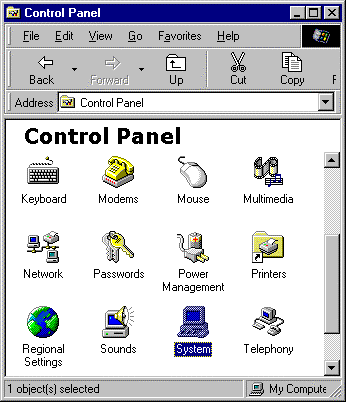 Control Panel
File Edit View Go Favorites Help
Back Forward Up Cut Copy
Address Control Panel
Control Panel
Keyboard Modems Mouse Multimedia
Network Passwords Power Management Printers
Regional Settings Sounds System Telephony
1 object(s) selected My Compute